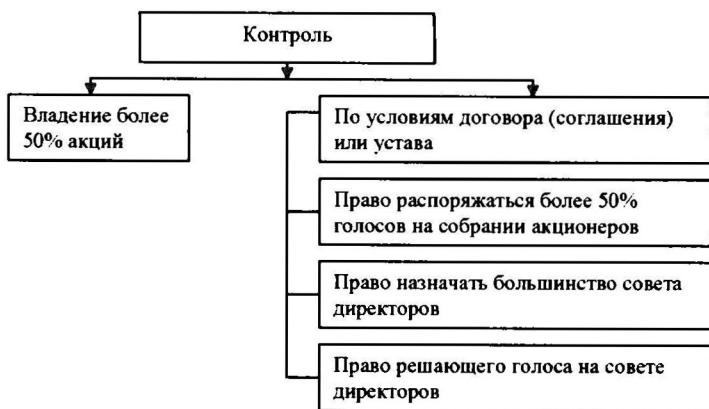 Контроль
Владение более
50% акций
По условиям договора (соглашения)
или устава
Право распоряжаться более 50%
голосов на собрании акционеров
Право назначать большинство совета
директоров
Право решающего голоса на совете
директоров